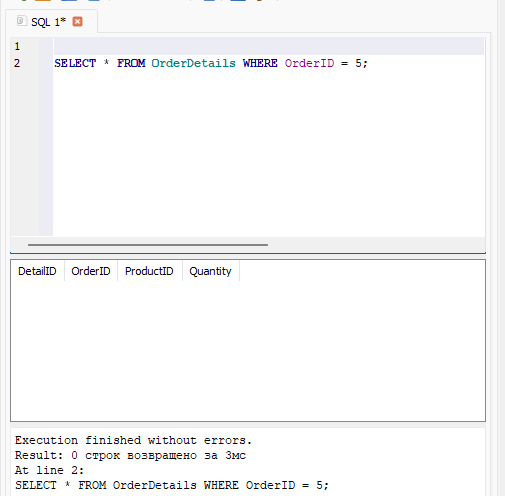 SQL 1*
1
2 SELECT * FROM OrderDetails WHERE OrderID = 5;
DetailID OrderID ProductID Quantity
Execution finished without errors.
Result: 0 строк возвращено за 3мс
At line 2:
SELECT * FROM OrderDetails WHERE OrderID = 5;